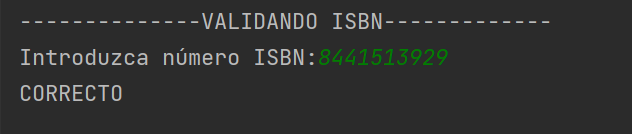 --------------VALIDANDO ISBN-------------
Introduzca número ISBN:8441513929
CORRECTO